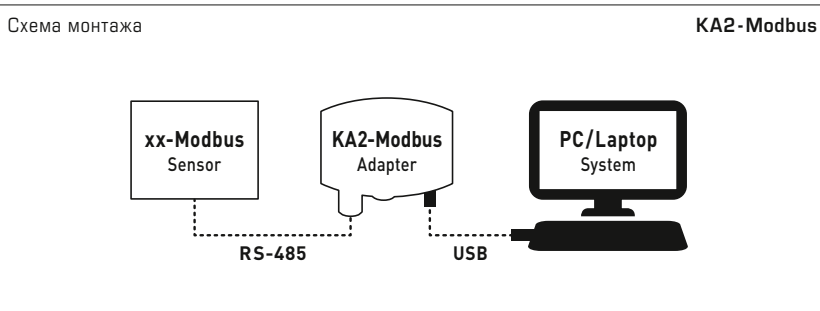 Схема монтажа
KA2-Modbus
xx-Modbus
Sensor
KA2-Modbus
Adapter
PC/Laptop
System
RS-485
USB